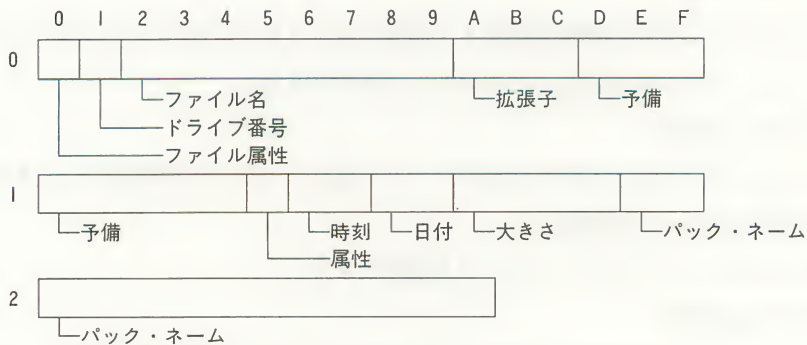 0 1 2 3 4 5 6 7 8 9 A B C D E F
0
ファイル名 拡張子 予備
ドライブ番号
ファイル属性
1
予備 時刻 日付 大きさ パック・ネーム
属性
2
パック・ネーム